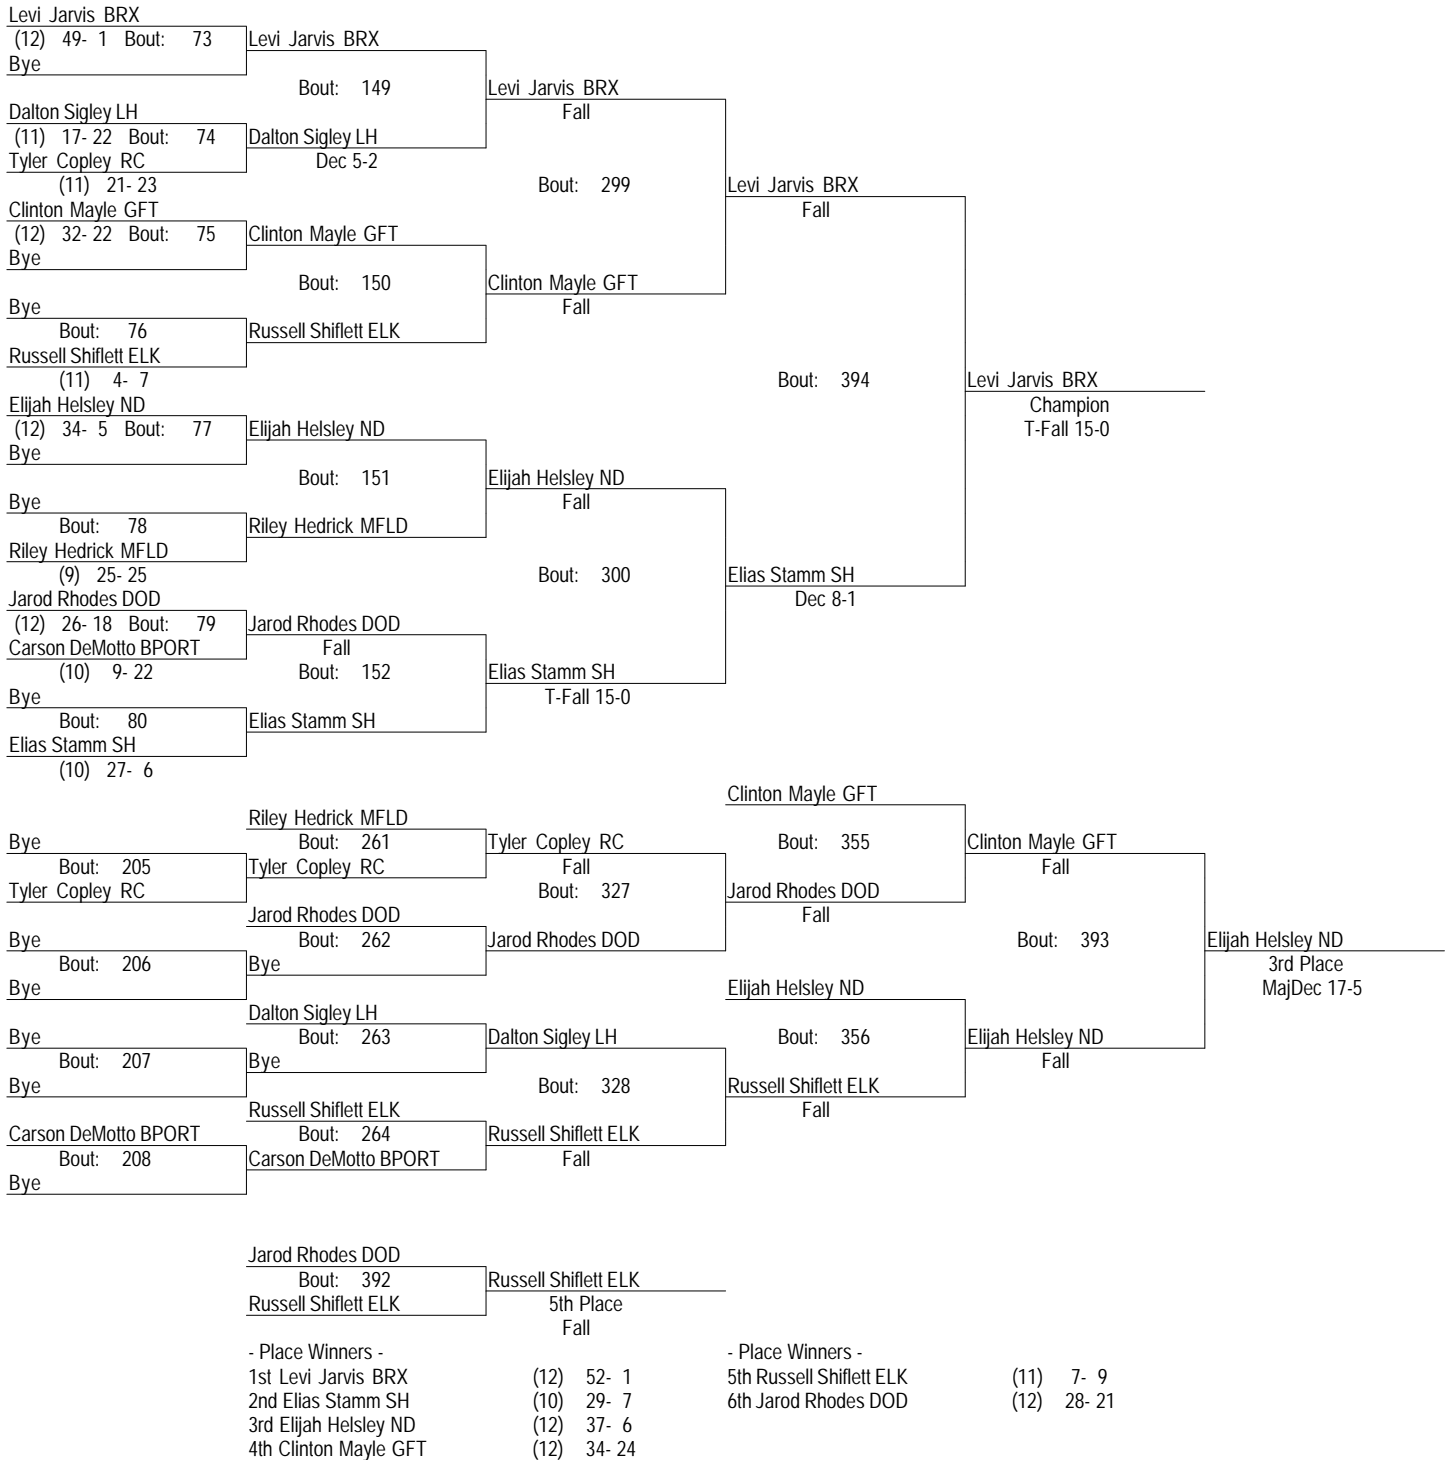 Levi Jarvis BRX
(12) 49- 1 Bout: 73 Levi Jarvis BRX
Bye
Bout: 149 Levi Jarvis BRX
Dalton Sigley LH Fall
(11) 17- 22 Bout: 74 Dalton Sigley LH
Tyler Copley RC Dec 5-2
(11) 21- 23 Bout: 299 Levi Jarvis BRX
Clinton Mayle GFT Fall
(12) 32- 22 Bout: 75 Clinton Mayle GFT
Bye
Bout: 150 Clinton Mayle GFT
Bye Fall
Bout: 76 Russell Shiflett ELK
Russell Shiflett ELK
(11) 4- 7 Bout: 394 Levi Jarvis BRX
Elijah Helsley ND Champion
(12) 34- 5 Bout: 77 Elijah Helsley ND T-Fall 15-0
Bye
Bout: 151 Elijah Helsley ND
Bye Fall
Bout: 78 Riley Hedrick MFLD
Riley Hedrick MFLD
(9) 25- 25 Bout: 300 Elias Stamm SH
Jarod Rhodes DOD Dec 8-1
(12) 26- 18 Bout: 79 Jarod Rhodes DOD
Carson DeMotto BPORT Fall
(10) 9- 22 Bout: 152 Elias Stamm SH
Bye T-Fall 15-0
Bout: 80 Elias Stamm SH
Elias Stamm SH
(10) 27- 6
Clinton Mayle GFT
Riley Hedrick MFLD
Bye Bout: 261 Tyler Copley RC Bout: 355 Clinton Mayle GFT
Bout: 205 Tyler Copley RC Fall Fall
Tyler Copley RC Bout: 327 Jarod Rhodes DOD
Jarod Rhodes DOD Fall
Bye Bout: 262 Jarod Rhodes DOD Bout: 393 Elijah Helsley ND
Bout: 206 Bye 3rd Place
Bye Elijah Helsley ND MajDec 17-5
Dalton Sigley LH
Bye Bout: 263 Dalton Sigley LH Bout: 356 Elijah Helsley ND
Bout: 207 Bye Fall
Bye Bout: 328 Russell Shiflett ELK
Russell Shiflett ELK Fall
Carson DeMotto BPORT Bout: 264 Russell Shiflett ELK
Bout: 208 Carson DeMotto BPORT Fall
Bye
Jarod Rhodes DOD
Bout: 392 Russell Shiflett ELK
Russell Shiflett ELK 5th Place
Fall
- Place Winners - - Place Winners -
1st Levi Jarvis BRX (12) 52- 1 5th Russell Shiflett ELK (11) 7- 9
2nd Elias Stamm SH (10) 29- 7 6th Jarod Rhodes DOD (12) 28- 21
3rd Elijah Helsley ND (12) 37- 6
4th Clinton Mayle GFT (12) 34- 24